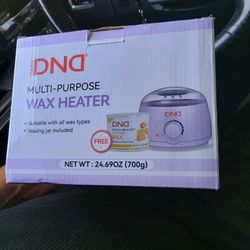 DND
MULTI-PURPOSE
WAX HEATER
• Suitable with all wax types
• Waxing jar included
FREE
DND
WAX
NET WT : 24.69OZ (700g)